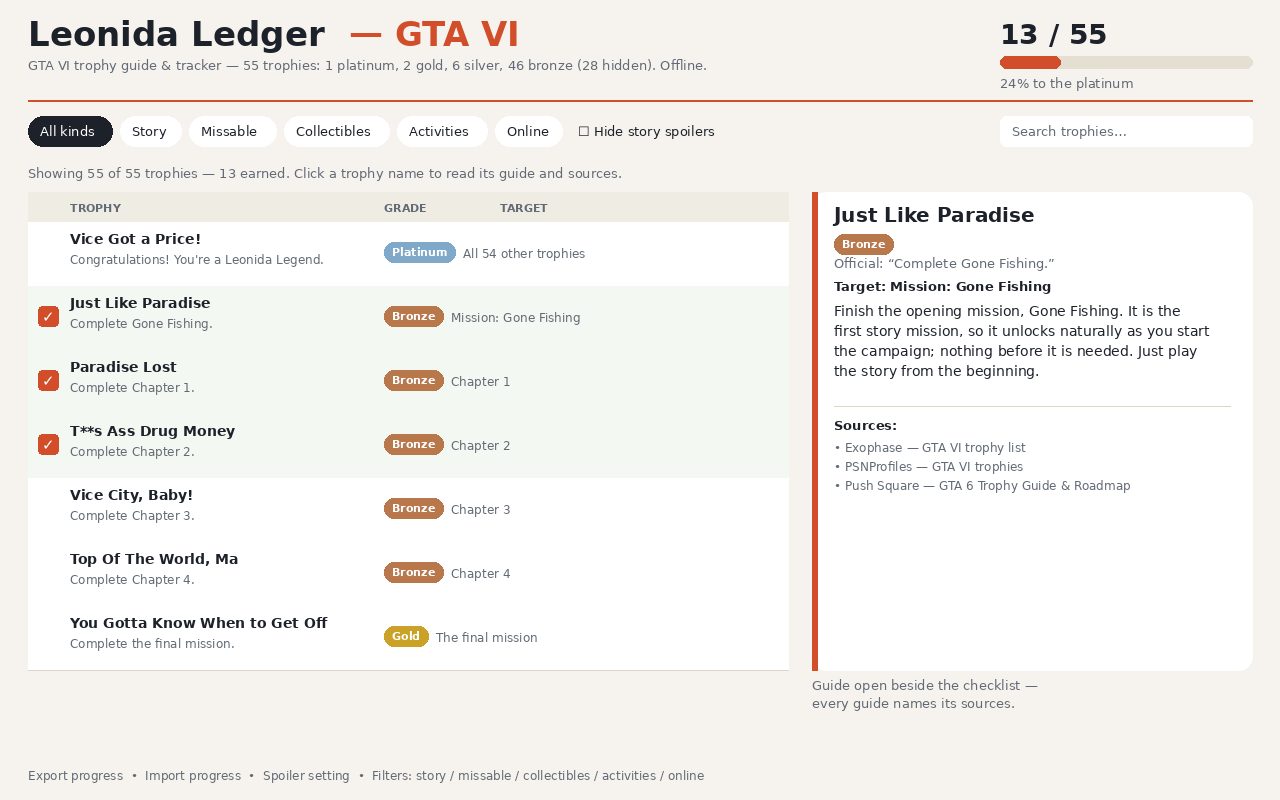 Leonida Ledger — GTA VI
GTA VI trophy guide & tracker — 55 trophies: 1 platinum, 2 gold, 6 silver, 46 bronze (28 hidden). Offline.
13 / 55
24% to the platinum
All kinds Story Missable Collectibles Activities Online ☐ Hide story spoilers Search trophies…
Showing 55 of 55 trophies — 13 earned. Click a trophy name to read its guide and sources.
TROPHY GRADE TARGET
Vice Got a Price!
Congratulations! You're a Leonida Legend.
Platinum All 54 other trophies
✓ Just Like Paradise
Complete Gone Fishing.
Bronze Mission: Gone Fishing
✓ Paradise Lost
Complete Chapter 1.
Bronze Chapter 1
✓ T**s Ass Drug Money
Complete Chapter 2.
Bronze Chapter 2
Vice City, Baby!
Complete Chapter 3.
Bronze Chapter 3
Top Of The World, Ma
Complete Chapter 4.
Bronze Chapter 4
You Gotta Know When to Get Off
Complete the final mission.
Gold The final mission
Just Like Paradise
Bronze
Official: “Complete Gone Fishing.”
Target: Mission: Gone Fishing
Finish the opening mission, Gone Fishing. It is the
first story mission, so it unlocks naturally as you start
the campaign; nothing before it is needed. Just play
the story from the beginning.
Sources:
• Exophase — GTA VI trophy list
• PSNProfiles — GTA VI trophies
• Push Square — GTA 6 Trophy Guide & Roadmap
Guide open beside the checklist —
every guide names its sources.
Export progress • Import progress • Spoiler setting • Filters: story / missable / collectibles / activities / online